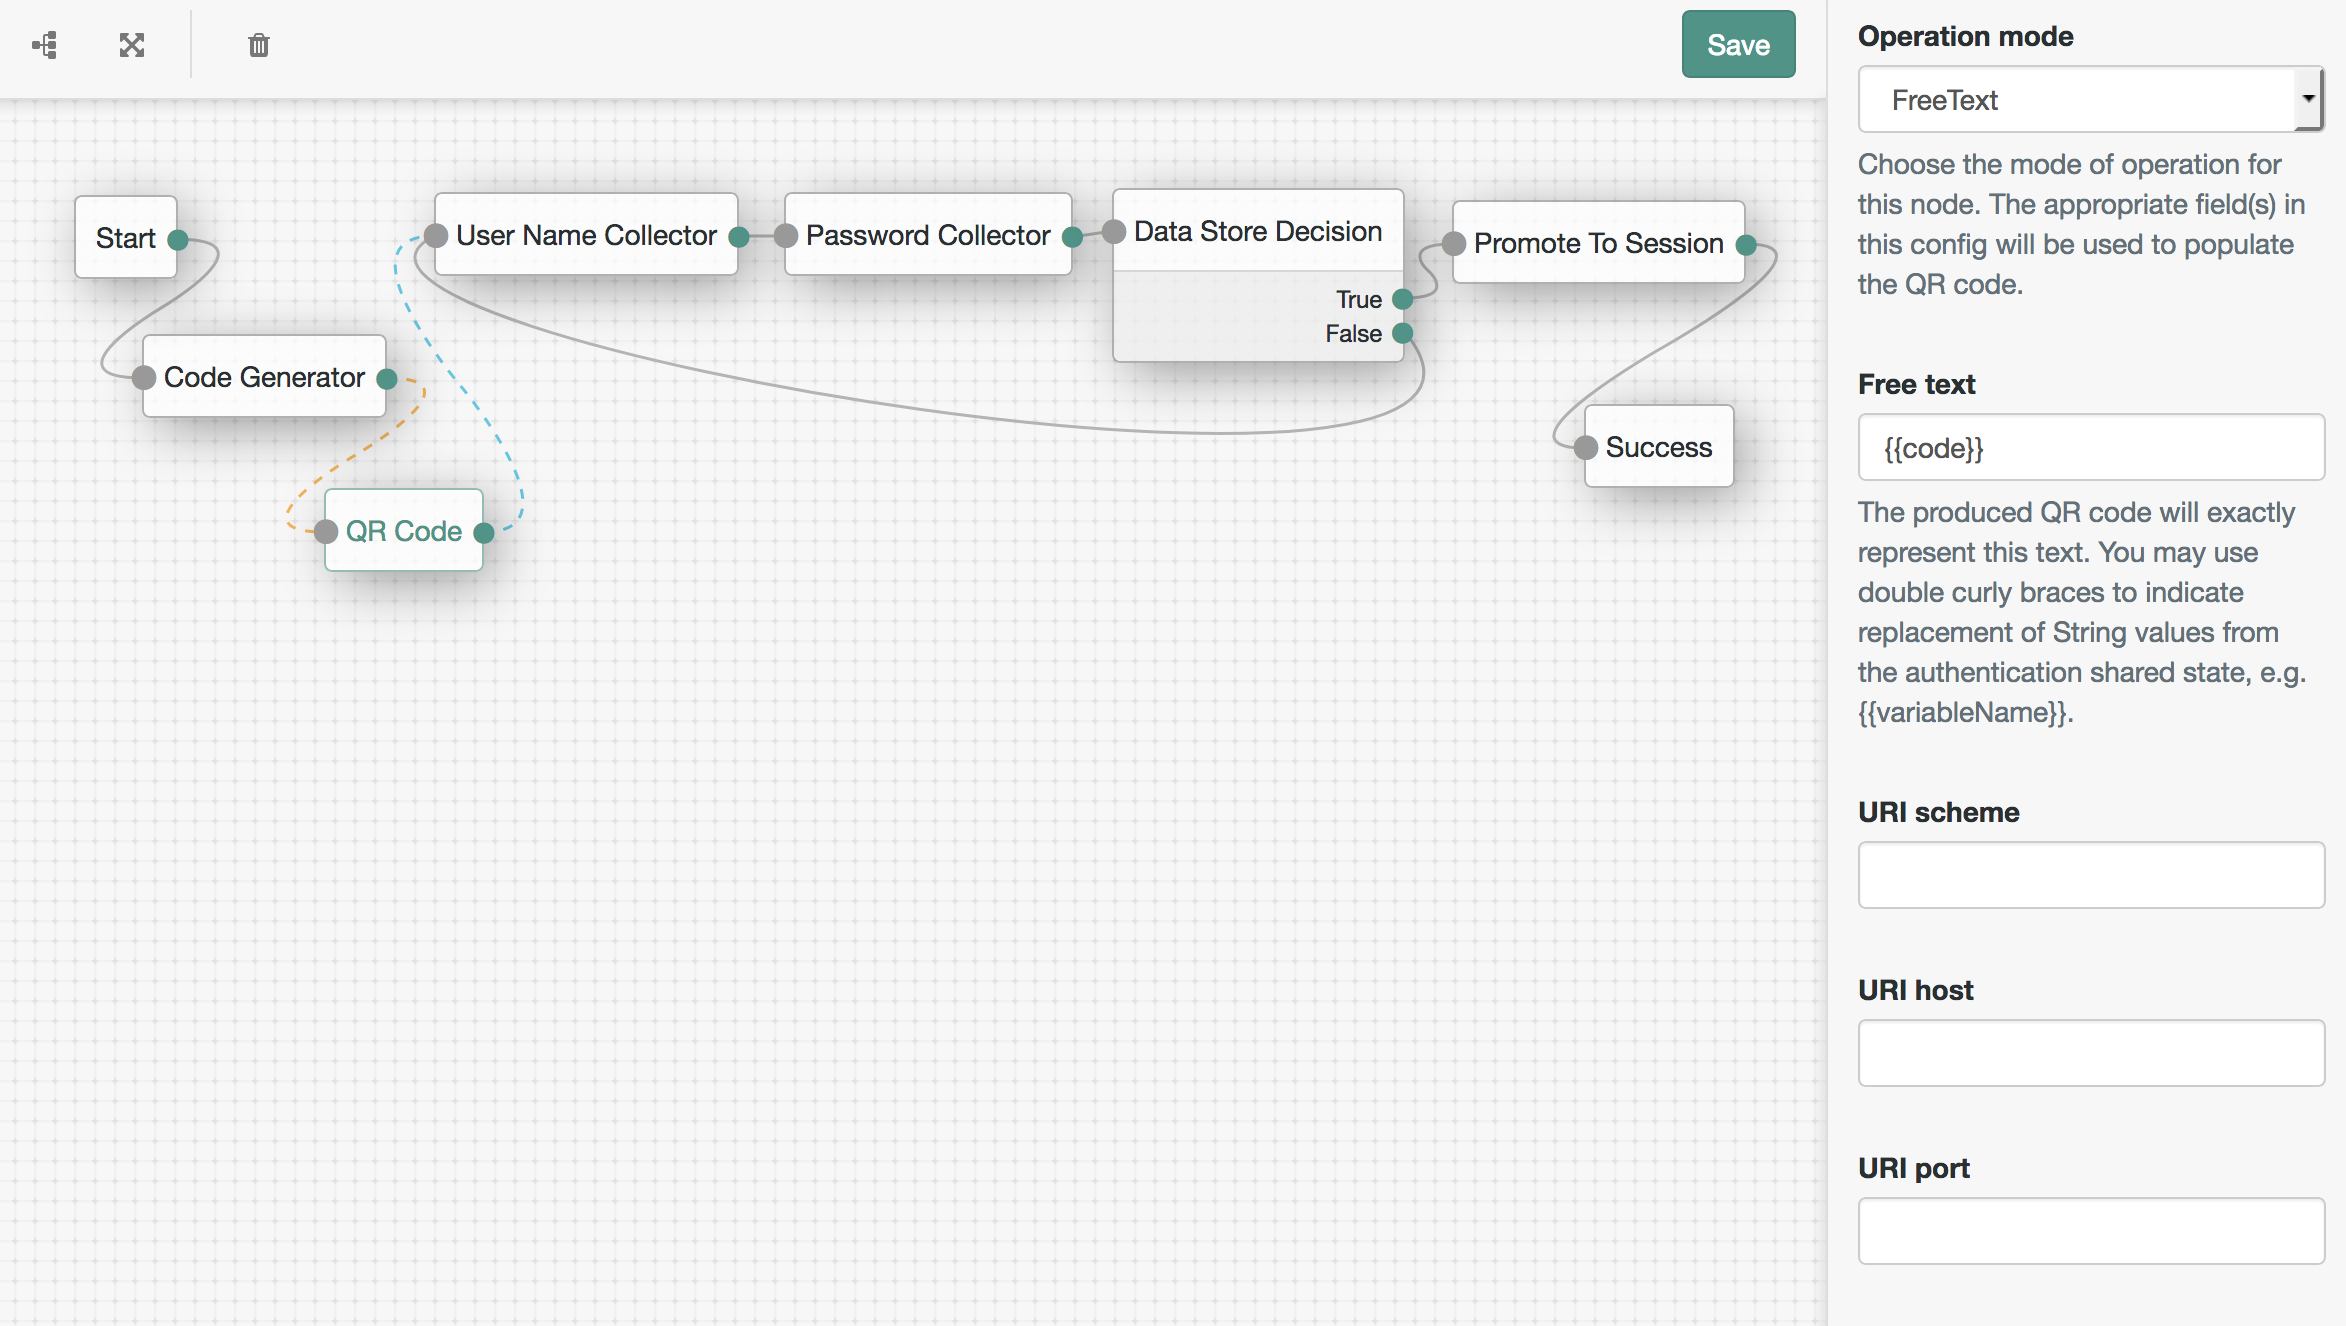 Save
Start
User Name Collector
Password Collector
Data Store Decision
True
False
Promote To Session
Code Generator
Success
QR Code
Operation mode
FreeText
Choose the mode of operation for
this node. The appropriate field(s) in
this config will be used to populate
the QR code.
Free text
{{code}}
The produced QR code will exactly
represent this text. You may use
double curly braces to indicate
replacement of String values from
the authentication shared state, e.g.
{{variableName}}.
URI scheme
URI host
URI port